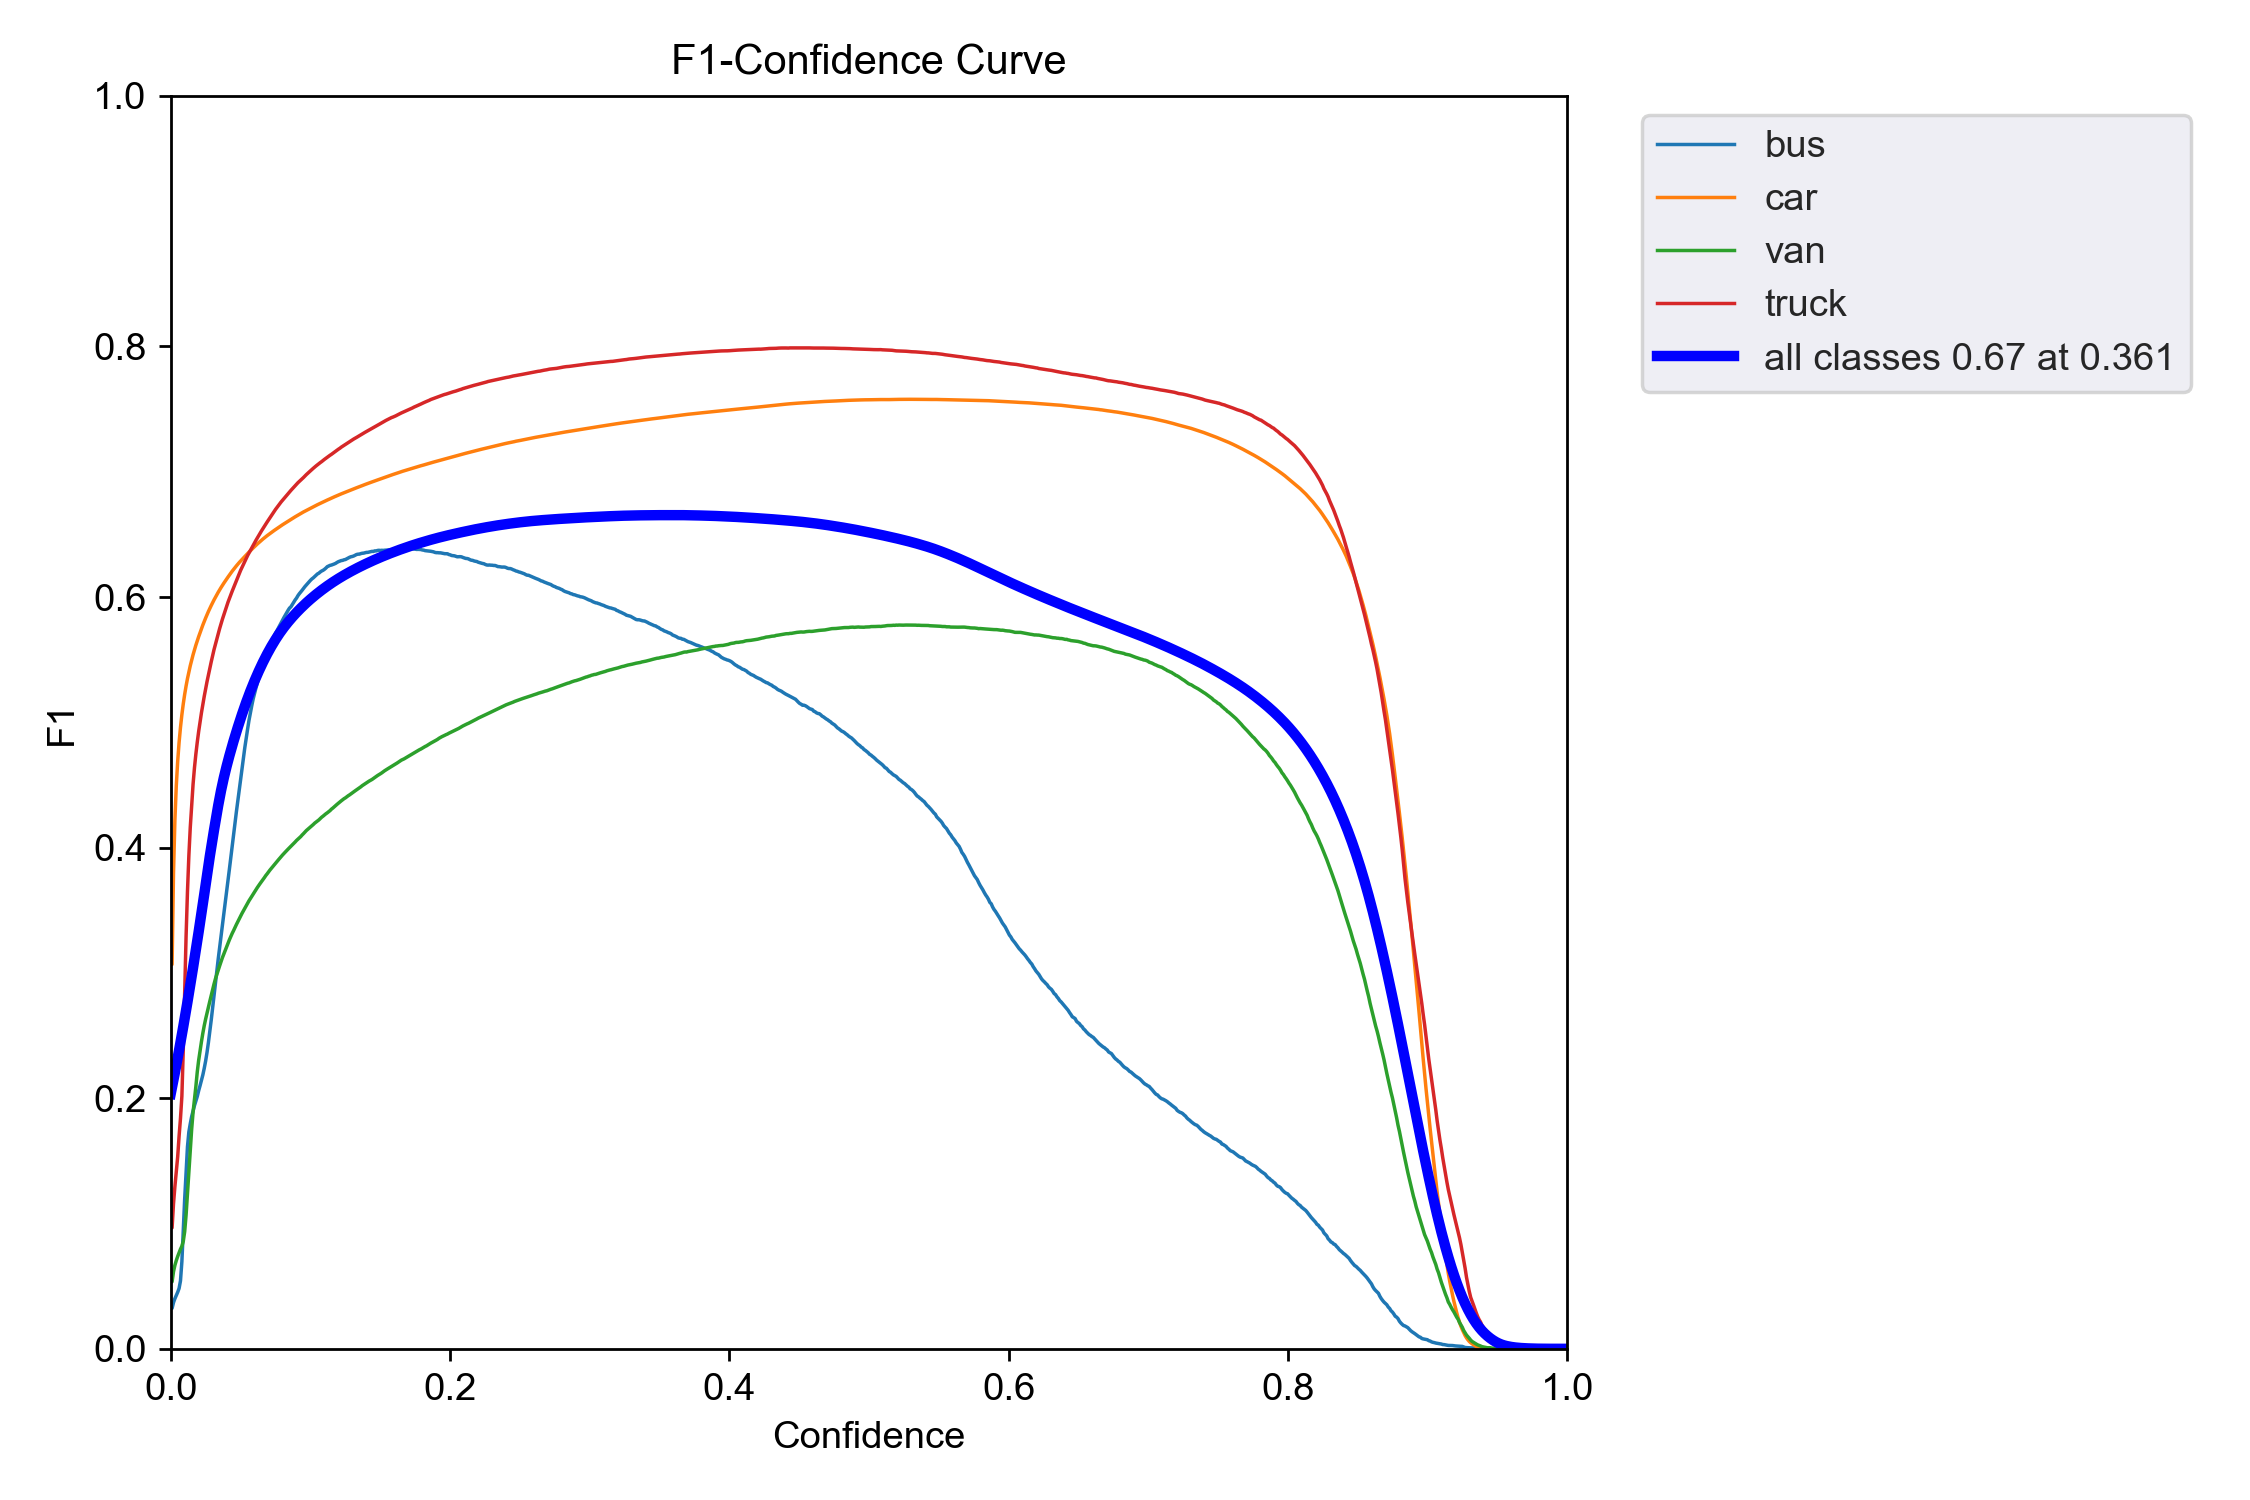 F1-Confidence Curve
1.0
0.8
0.6
0.4
0.2
0.0
F1
0.0 0.2 0.4 0.6 0.8 1.0
Confidence
bus
car
van
truck
all classes 0.67 at 0.361